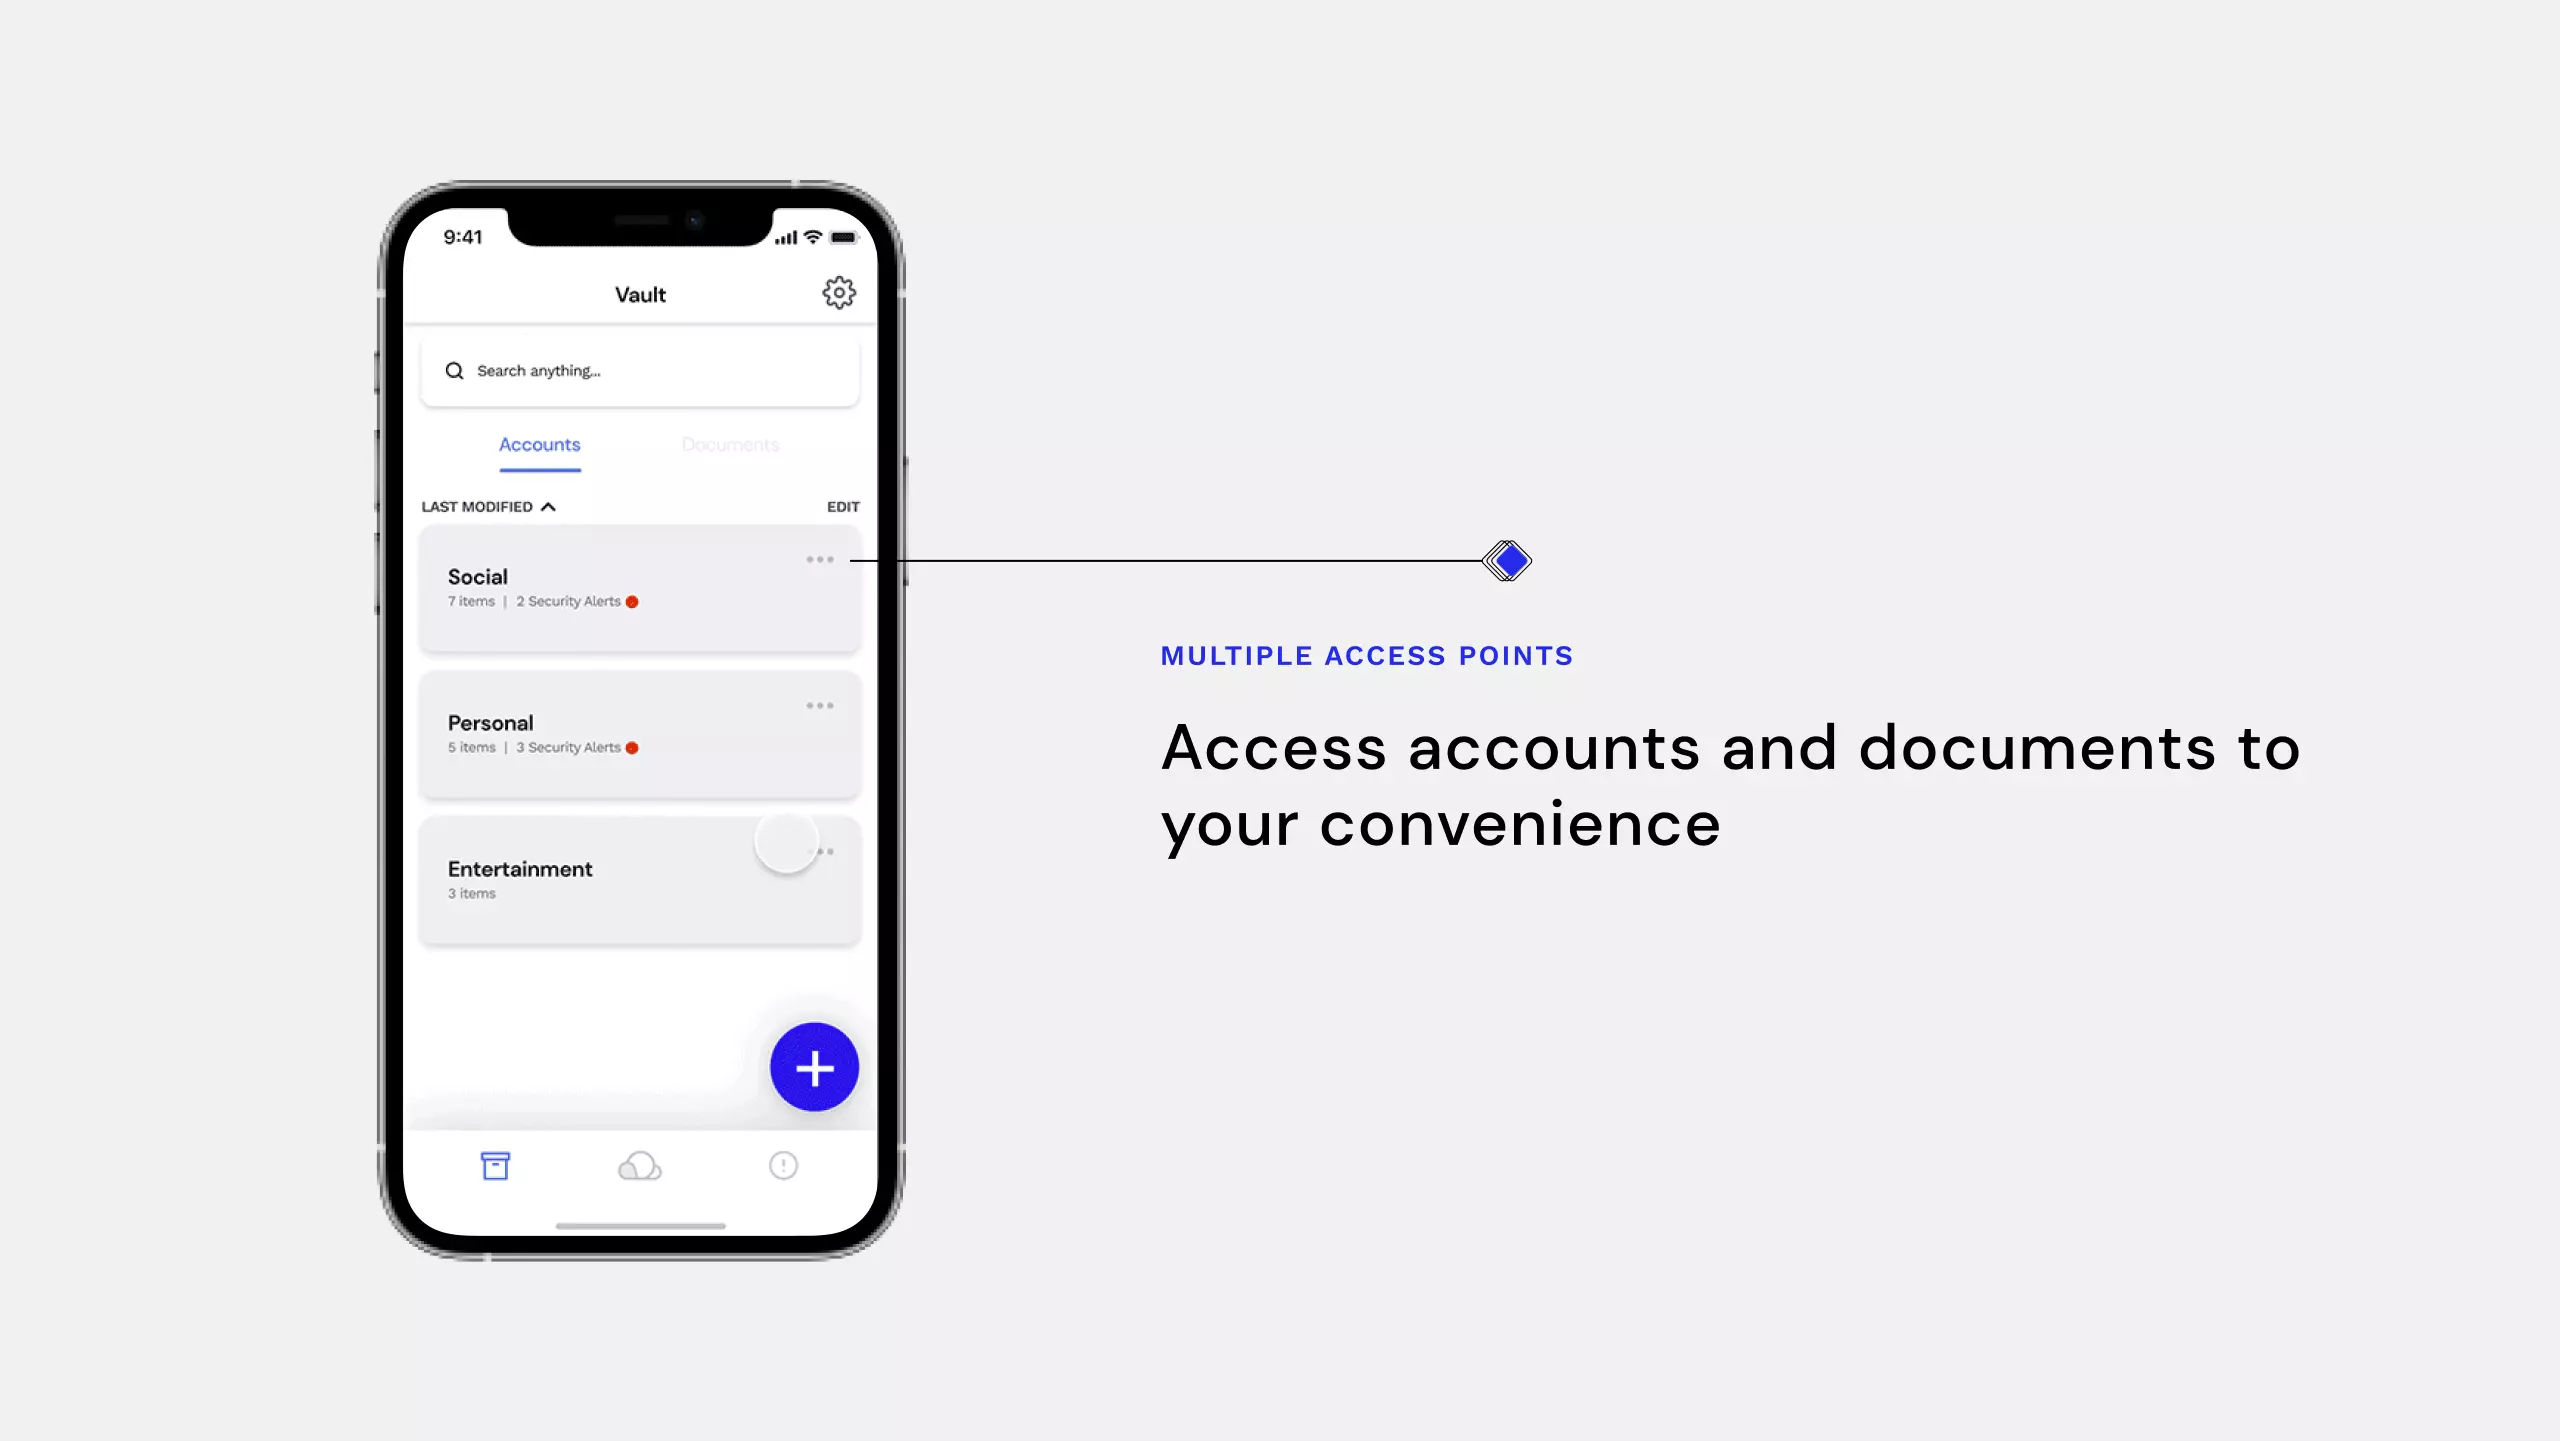 9:41
Vault
Search anything...
Accounts
Documents
LAST MODIFIED
EDIT
Social
7 items | 2 Security Alerts
Personal
5 items | 3 Security Alerts
Entertainment
3 items
MULTIPLE ACCESS POINTS
Access accounts and documents to
your convenience